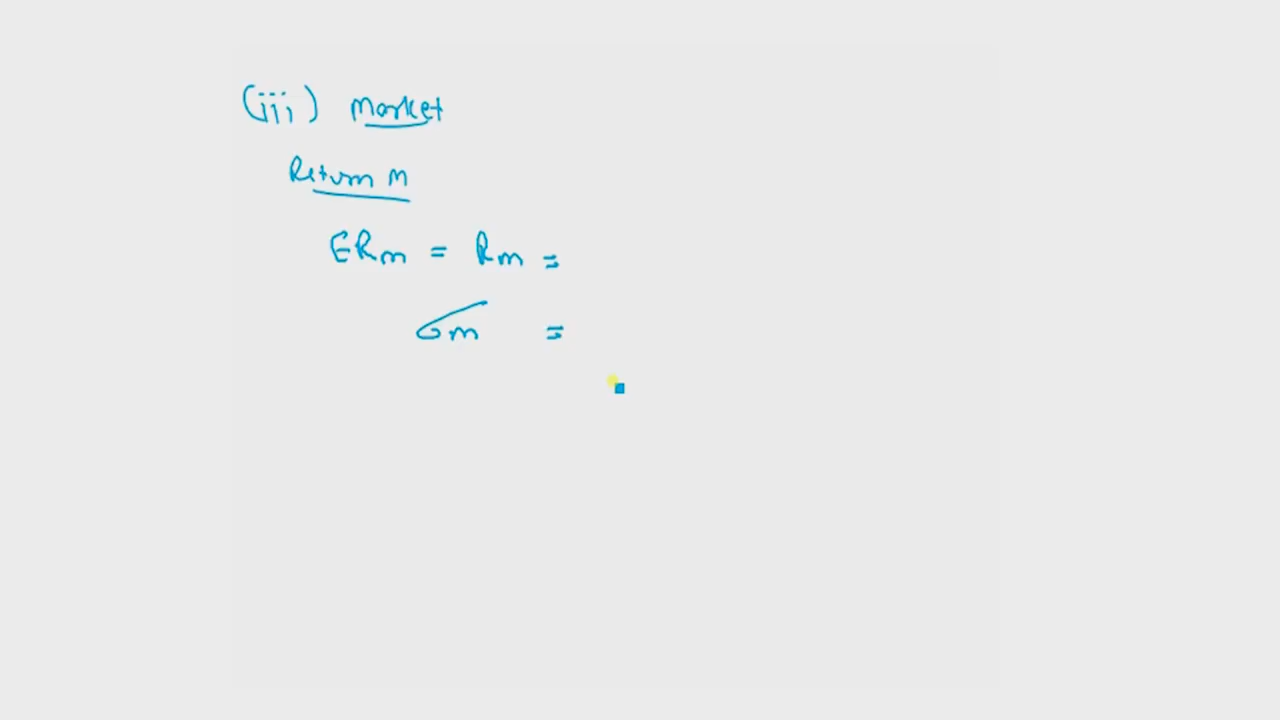 (iii) Market
Return M
ERm = Rm =
σm =